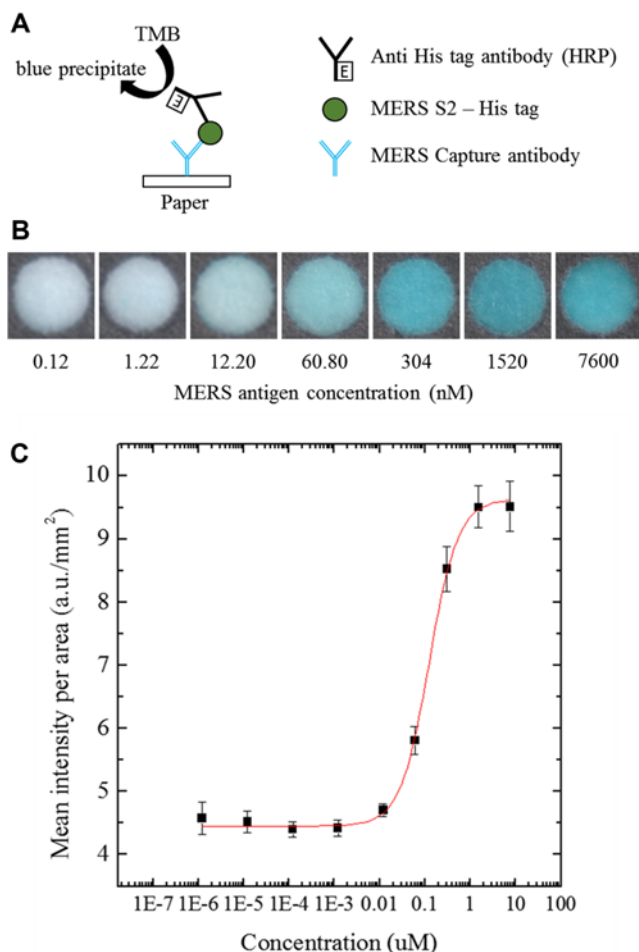 A
TMB
blue precipitate
E
E
Anti His tag antibody (HRP)
MERS S2 – His tag
MERS Capture antibody
Paper
B
0.12 1.22 12.20 60.80 304 1520 7600
MERS antigen concentration (nM)
C
10
9
8
7
6
5
4
Mean intensity per area (a.u./mm²)
1E-7 1E-6 1E-5 1E-4 1E-3 0.01 0.1 1 10 100
Concentration (uM)